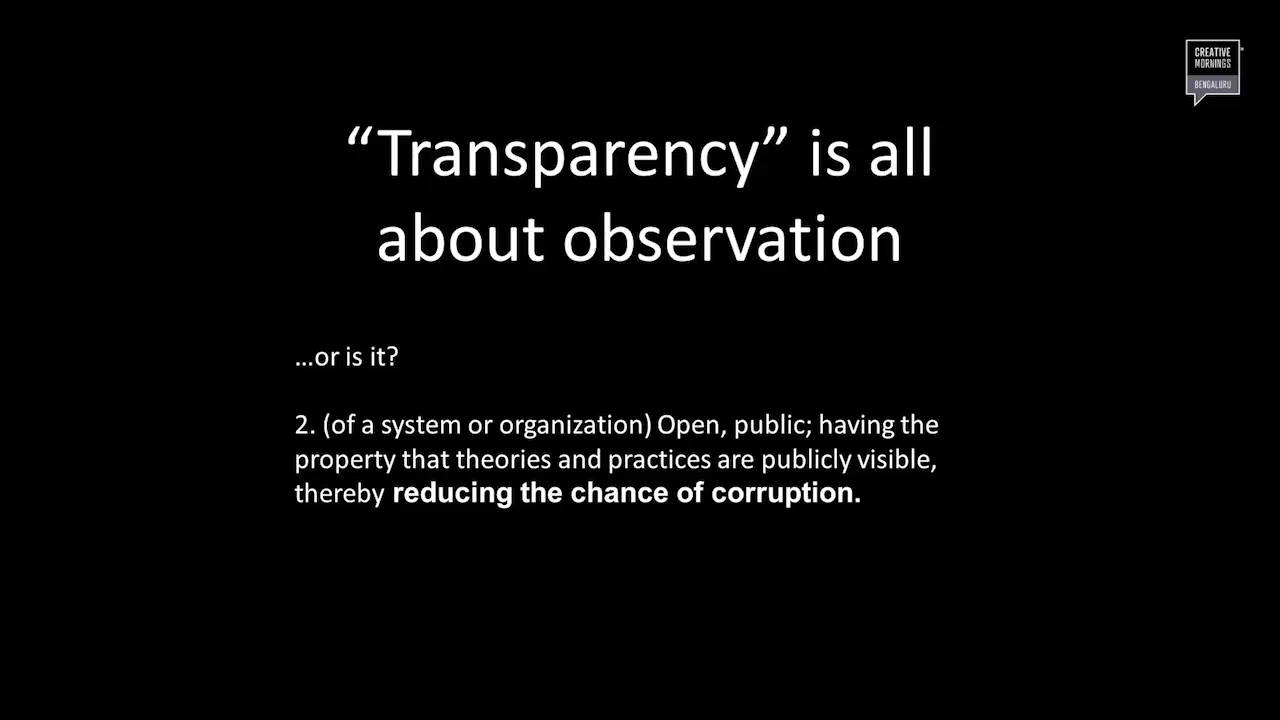 CREATIVE
MORNINGS
BENGALURU
“Transparency” is all
about observation
...or is it?
2. (of a system or organization) Open, public; having the
property that theories and practices are publicly visible,
thereby reducing the chance of corruption.